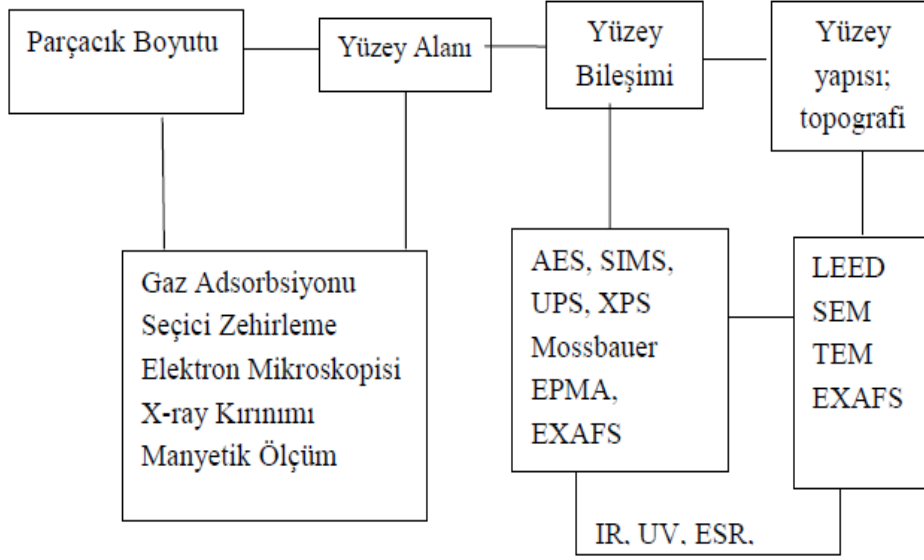 Parçacık Boyutu
Yüzey Alanı
Yüzey
Bileşimi
Yüzey
yapısı;
topografi
Gaz Adsorbsiyonu
Seçici Zehirleme
Elektron Mikroskopisi
X-ray Kırınımı
Manyetik Ölçüm
AES, SIMS,
UPS, XPS
Mossbauer
EPMA,
EXAFS
LEED
SEM
TEM
EXAFS
IR, UV, ESR,